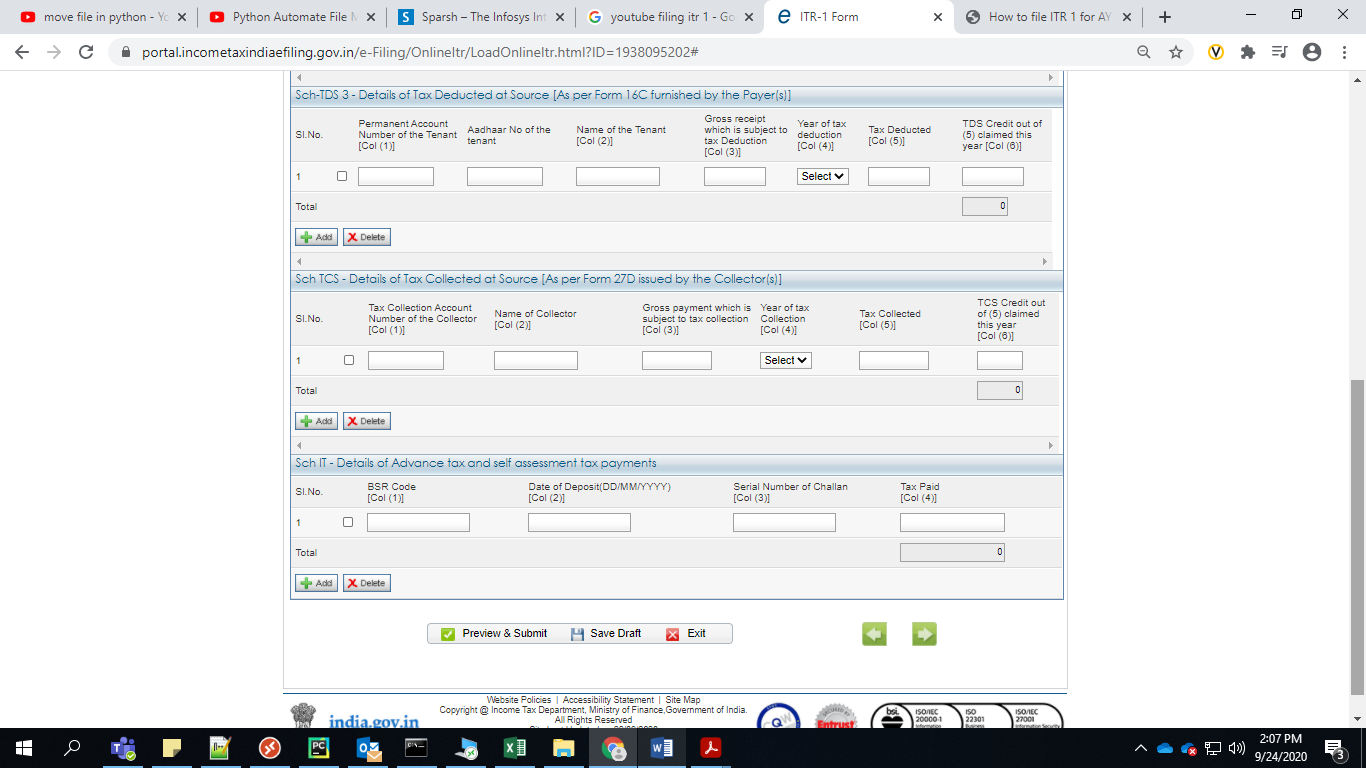 move file in python - Yo
Python Automate File M
S Sparsh – The Infosys Int
youtube filing itr 1 - Go
ITR-1 Form
How to file ITR 1 for AY
portal.incometaxindiaefiling.gov.in/e-Filing/OnlineItr/LoadOnlineItr.html?ID=1938095202#
Sch-TDS 3 - Details of Tax Deducted at Source [As per Form 16C furnished by the Payer(s)]
Sl.No. Permanent Account Number of the Tenant [Col (1)] Aadhaar No of the tenant Name of the Tenant [Col (2)] Gross receipt which is subject to tax Deduction [Col (3)] Year of tax deduction [Col (4)] Tax Deducted [Col (5)] TDS Credit out of (5) claimed this year [Col (6)]
1 Select
Total 0
Add Delete
Sch TCS - Details of Tax Collected at Source [As per Form 27D issued by the Collector(s)]
Sl.No. Tax Collection Account Number of the Collector [Col (1)] Name of Collector [Col (2)] Gross payment which is subject to tax collection [Col (3)] Year of tax Collection [Col (4)] Tax Collected [Col (5)] TCS Credit out of (5) claimed this year [Col (6)]
1 Select
Total 0
Add Delete
Sch IT - Details of Advance tax and self assessment tax payments
Sl.No. BSR Code [Col (1)] Date of Deposit(DD/MM/YYYY) [Col (2)] Serial Number of Challan [Col (3)] Tax Paid [Col (4)]
1
Total 0
Add Delete
Preview & Submit Save Draft Exit
Website Policies | Accessibility Statement | Site Map
Copyright @ Income Tax Department, Ministry of Finance,Government of India.
All Rights Reserved
india.gov.in
CQW
Entrust
bsi. ISO/IEC 20000-1 ISO 22301 ISO/IEC 27001
2:07 PM
9/24/2020
3